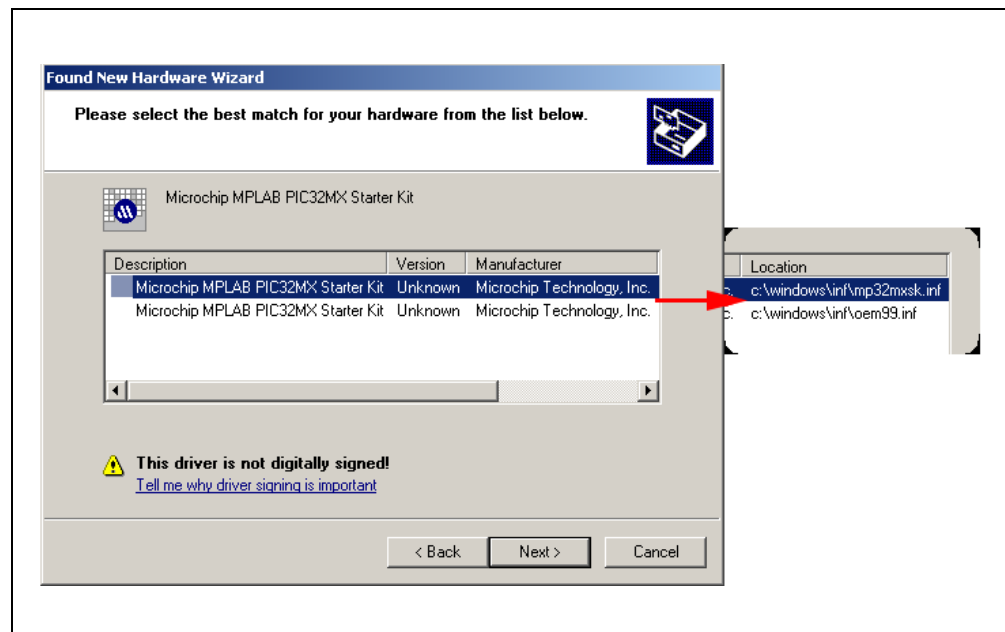 Found New Hardware Wizard
Please select the best match for your hardware from the list below.
Microchip MPLAB PIC32MX Starter Kit
Description Version Manufacturer
Microchip MPLAB PIC32MX Starter Kit Unknown Microchip Technology, Inc.
Microchip MPLAB PIC32MX Starter Kit Unknown Microchip Technology, Inc.
Location
c. c:\windows\inf\mp32mxsk.inf
c. c:\windows\inf\oem99.inf
This driver is not digitally signed!
Tell me why driver signing is important
< Back Next > Cancel